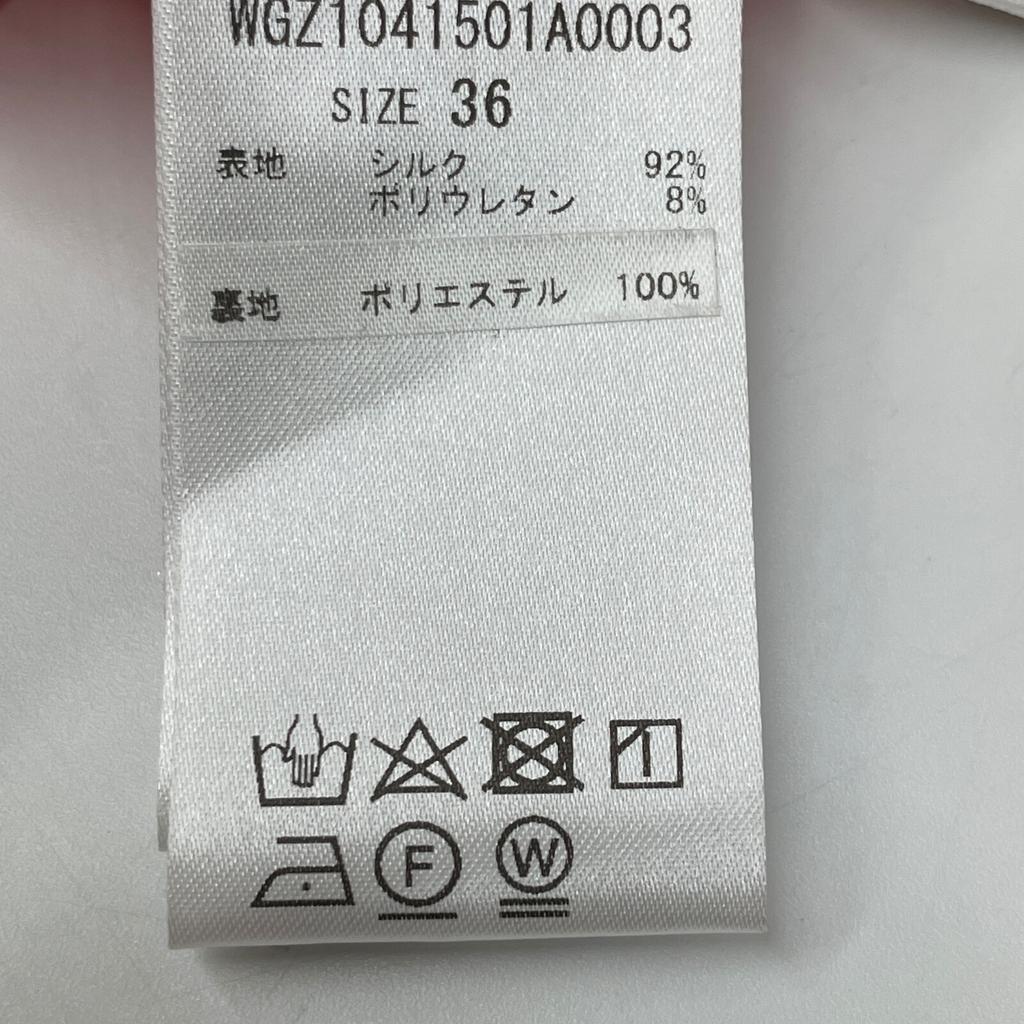 WGZ1041501A0003
SIZE 36
表地 シルク 92%
ポリウレタン 8%
裏地 ポリエステル 100%
F W